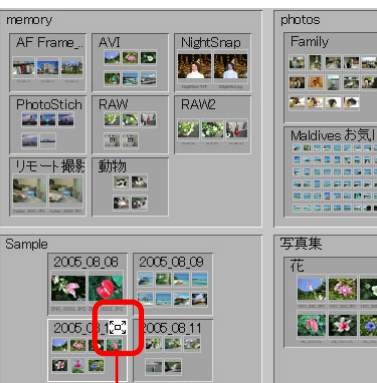 memory
AF Frame_..
AVI
NightSnap
PhotoStich
RAW
RAW2
リモート撮影
動物
photos
Family
Maldives お気
Sample
2005_08_08
2005_08_09
2005_08_1
2005_08_11
写真集
花